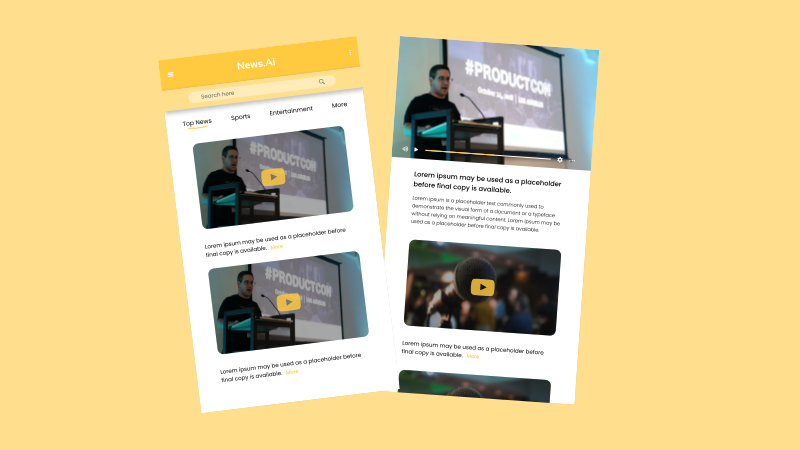 News.Ai
Search here
Top News
Sports
Entertainment
More
#PRODUCTCON
Lorem ipsum may be used as a placeholder before
final copy is available. More
#PRODUCTCON
Lorem ipsum may be used as a placeholder before
final copy is available. More
#PRODUCTCON
LOS ANGELES
Lorem ipsum may be used as a placeholder
before final copy is available.
Lorem ipsum is a placeholder text commonly used to
demonstrate the visual form of a document or a typeface
without relying on meaningful content. Lorem ipsum may be
used as a placeholder before final copy is available.
Lorem ipsum may be used as a placeholder before
final copy is available. More